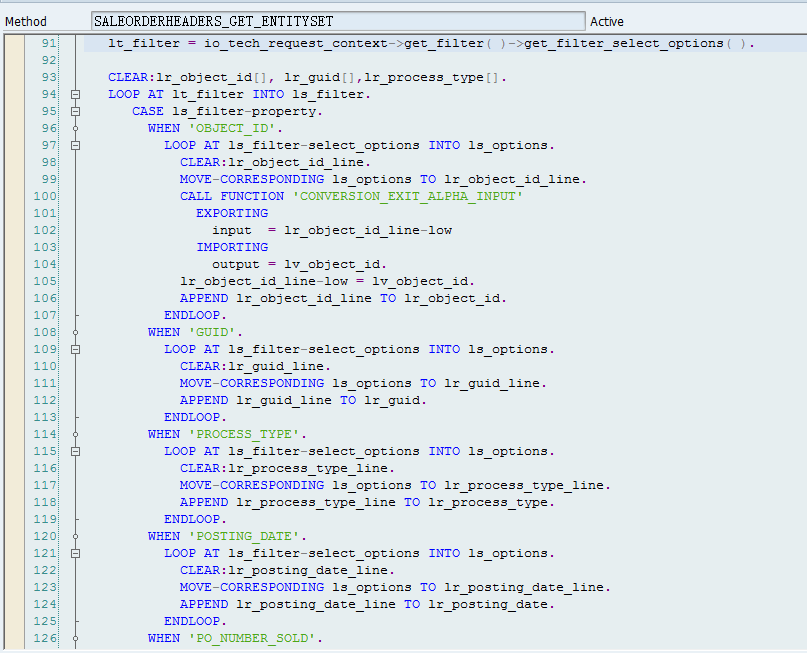 Method SALEORDERHEADERS_GET_ENTITYSET Active
91 lt_filter = io_tech_request_context->get_filter( )->get_filter_select_options( ).
92
93 CLEAR:lr_object_id[], lr_guid[],lr_process_type[].
94 LOOP AT lt_filter INTO ls_filter.
95 CASE ls_filter-property.
96 WHEN 'OBJECT_ID'.
97 LOOP AT ls_filter-select_options INTO ls_options.
98 CLEAR:lr_object_id_line.
99 MOVE-CORRESPONDING ls_options TO lr_object_id_line.
100 CALL FUNCTION 'CONVERSION_EXIT_ALPHA_INPUT'
101 EXPORTING
102 input = lr_object_id_line-low
103 IMPORTING
104 output = lv_object_id.
105 lr_object_id_line-low = lv_object_id.
106 APPEND lr_object_id_line TO lr_object_id.
107 ENDLOOP.
108 WHEN 'GUID'.
109 LOOP AT ls_filter-select_options INTO ls_options.
110 CLEAR:lr_guid_line.
111 MOVE-CORRESPONDING ls_options TO lr_guid_line.
112 APPEND lr_guid_line TO lr_guid.
113 ENDLOOP.
114 WHEN 'PROCESS_TYPE'.
115 LOOP AT ls_filter-select_options INTO ls_options.
116 CLEAR:lr_process_type_line.
117 MOVE-CORRESPONDING ls_options TO lr_process_type_line.
118 APPEND lr_process_type_line TO lr_process_type.
119 ENDLOOP.
120 WHEN 'POSTING_DATE'.
121 LOOP AT ls_filter-select_options INTO ls_options.
122 CLEAR:lr_posting_date_line.
123 MOVE-CORRESPONDING ls_options TO lr_posting_date_line.
124 APPEND lr_posting_date_line TO lr_posting_date.
125 ENDLOOP.
126 WHEN 'PO_NUMBER_SOLD'.